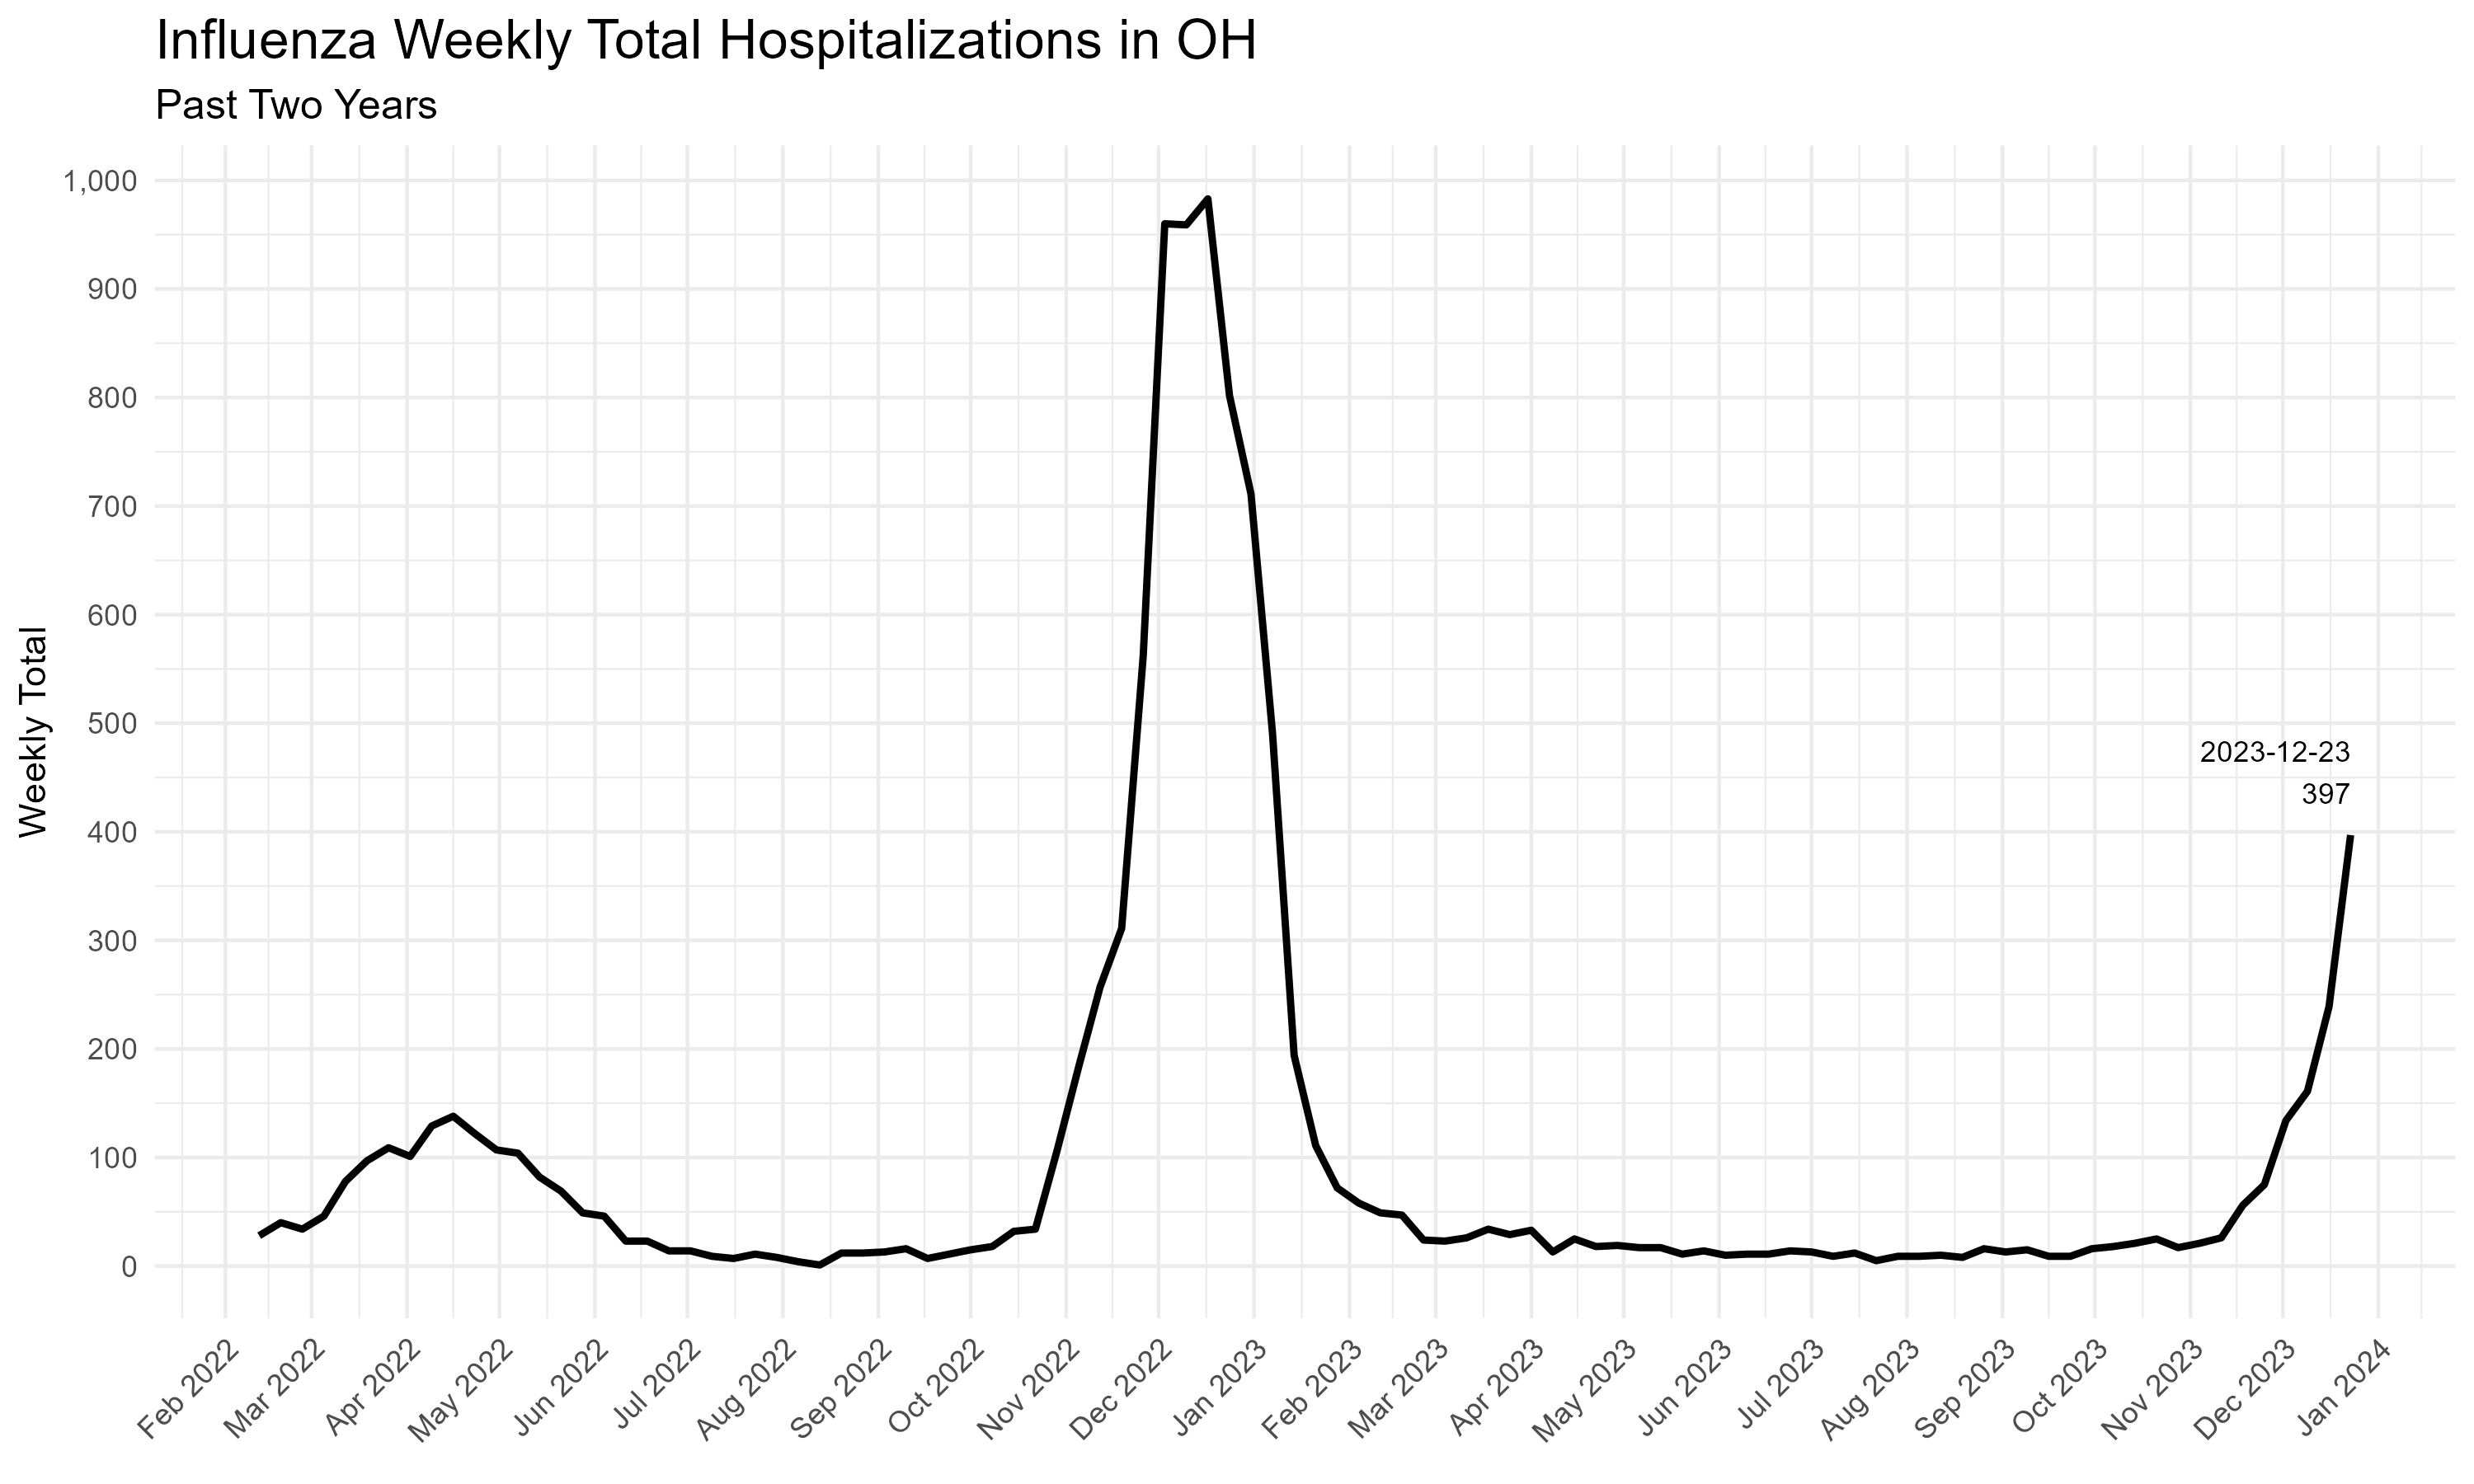 Influenza Weekly Total Hospitalizations in OH
Past Two Years
Weekly Total
1,000
900
800
700
600
500
400
300
200
100
0
2023-12-23
397
Feb 2022
Mar 2022
Apr 2022
May 2022
Jun 2022
Jul 2022
Aug 2022
Sep 2022
Oct 2022
Nov 2022
Dec 2022
Jan 2023
Feb 2023
Mar 2023
Apr 2023
May 2023
Jun 2023
Jul 2023
Aug 2023
Sep 2023
Oct 2023
Nov 2023
Dec 2023
Jan 2024